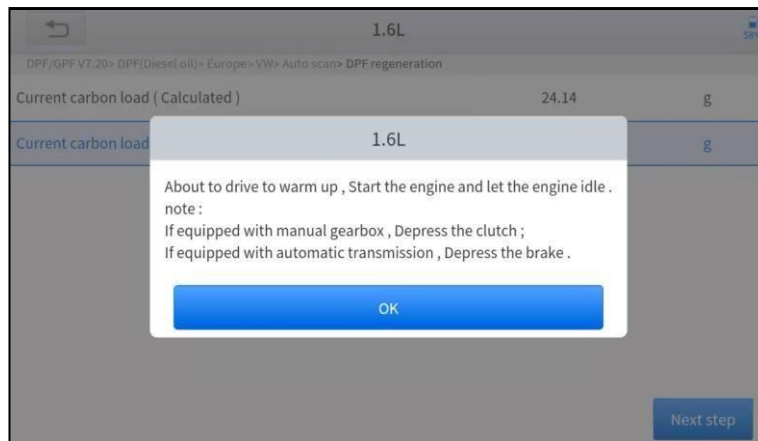 1.6L
58%
DPF/GPF V7.20> DPF(Diesel oil)> Europe> VW> Auto scan> DPF regeneration
Current carbon load ( Calculated ) 24.14 g
Current carbon load g
1.6L
About to drive to warm up , Start the engine and let the engine idle .
note :
If equipped with manual gearbox , Depress the clutch ;
If equipped with automatic transmission , Depress the brake .
OK
Next step